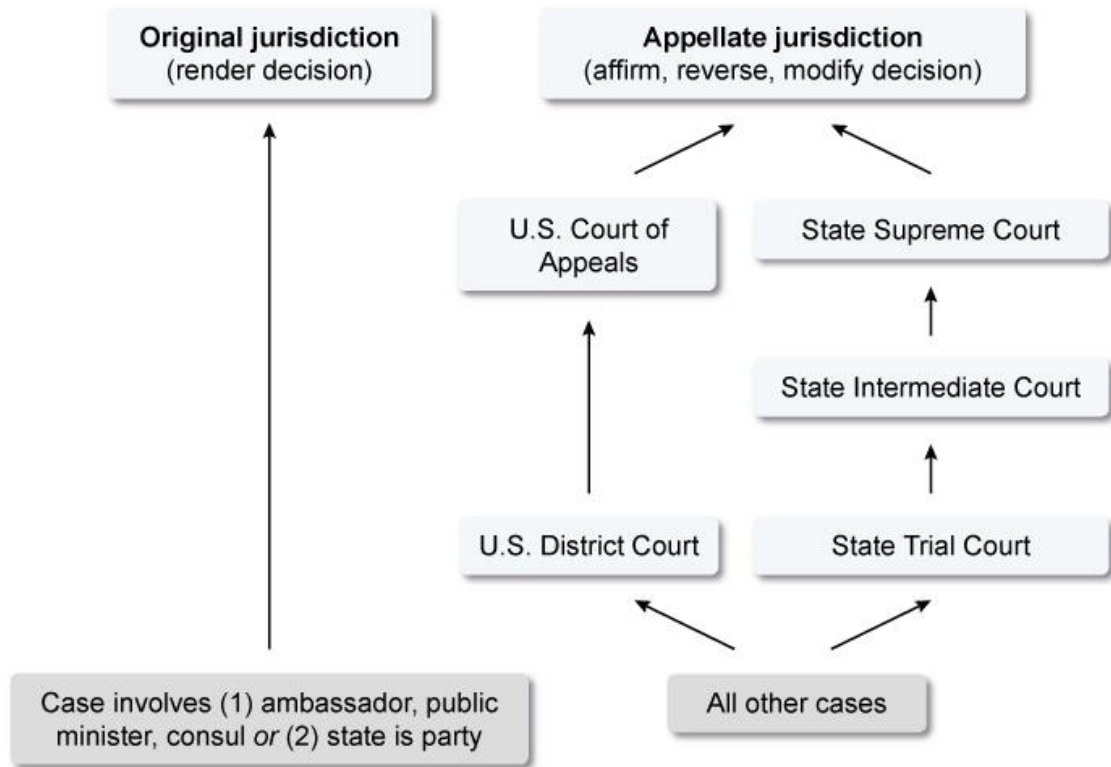 Original jurisdiction
(render decision)
Appellate jurisdiction
(affirm, reverse, modify decision)
U.S. Court of
Appeals
State Supreme Court
State Intermediate Court
U.S. District Court
State Trial Court
Case involves (1) ambassador, public
minister, consul or (2) state is party
All other cases